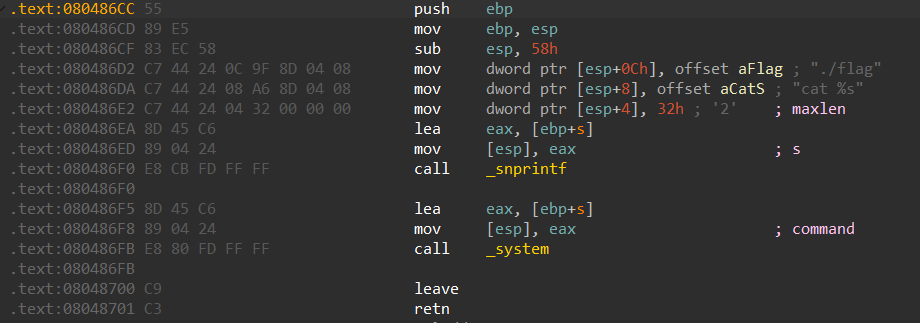 .text:080486CC 55 push ebp
.text:080486CD 89 E5 mov ebp, esp
.text:080486CF 83 EC 58 sub esp, 58h
.text:080486D2 C7 44 24 0C 9F 8D 04 08 mov dword ptr [esp+0Ch], offset aFlag ; "./flag"
.text:080486DA C7 44 24 08 A6 8D 04 08 mov dword ptr [esp+8], offset aCatS ; "cat %s"
.text:080486E2 C7 44 24 04 32 00 00 00 mov dword ptr [esp+4], 32h ; '2' ; maxlen
.text:080486EA 8D 45 C6 lea eax, [ebp+s]
.text:080486ED 89 04 24 mov [esp], eax ; s
.text:080486F0 E8 CB FD FF FF call _snprintf
.text:080486F0
.text:080486F5 8D 45 C6 lea eax, [ebp+s]
.text:080486F8 89 04 24 mov [esp], eax ; command
.text:080486FB E8 80 FD FF FF call _system
.text:080486FB
.text:08048700 C9 leave
.text:08048701 C3 retn